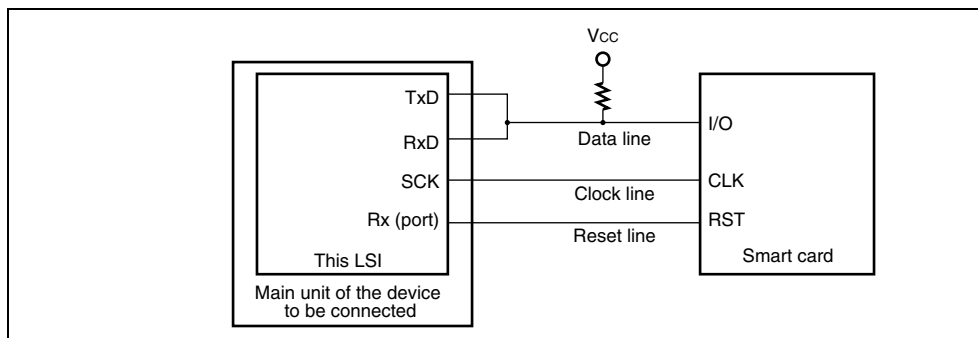 Vcc
TxD
RxD
SCK
Rx (port)
This LSI
Main unit of the device
to be connected
Data line
Clock line
Reset line
I/O
CLK
RST
Smart card